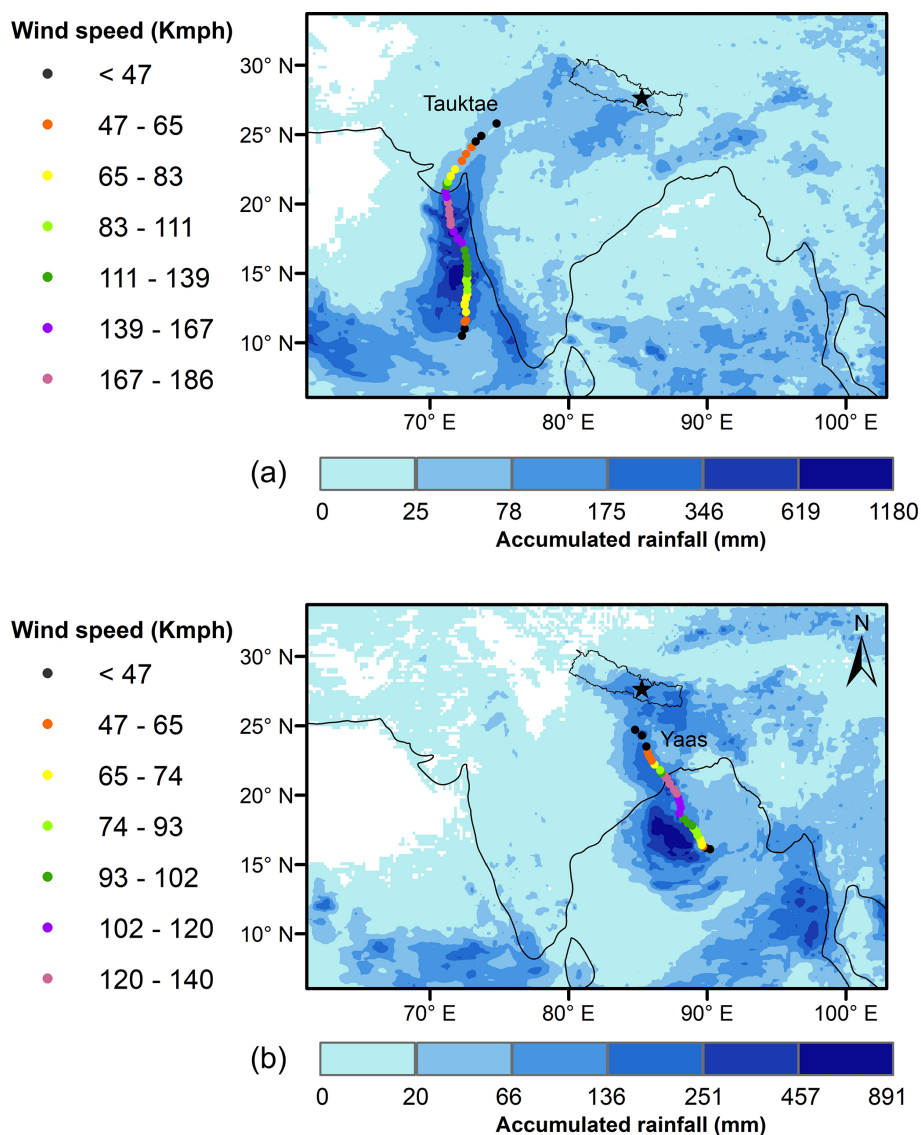 Wind speed (Kmph)
< 47
47 - 65
65 - 83
83 - 111
111 - 139
139 - 167
167 - 186
30° N
25° N
20° N
15° N
10° N
Tauktae
70° E 80° E 90° E 100° E
(a)
0 25 78 175 346 619 1180
Accumulated rainfall (mm)
Wind speed (Kmph)
< 47
47 - 65
65 - 74
74 - 93
93 - 102
102 - 120
120 - 140
30° N
25° N
20° N
15° N
10° N
N
Yaas
70° E 80° E 90° E 100° E
(b)
0 20 66 136 251 457 891
Accumulated rainfall (mm)